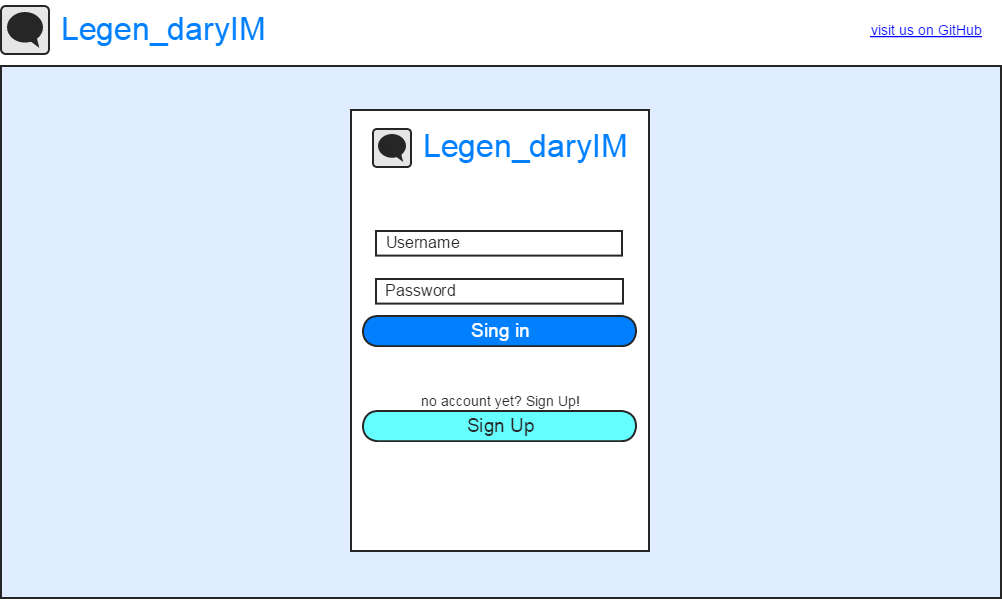 Legen_daryIM
visit us on GitHub
Legen_daryIM
Username
Password
Sing in
no account yet? Sign Up!
Sign Up